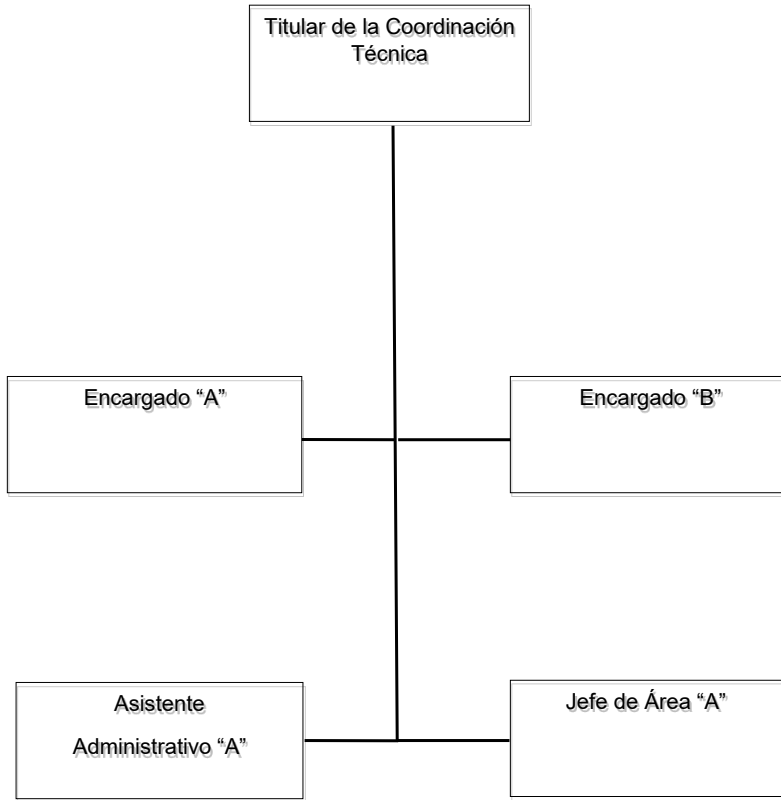 Titular de la Coordinación
Técnica
Encargado “A”
Encargado “B”
Asistente
Administrativo “A”
Jefe de Área “A”